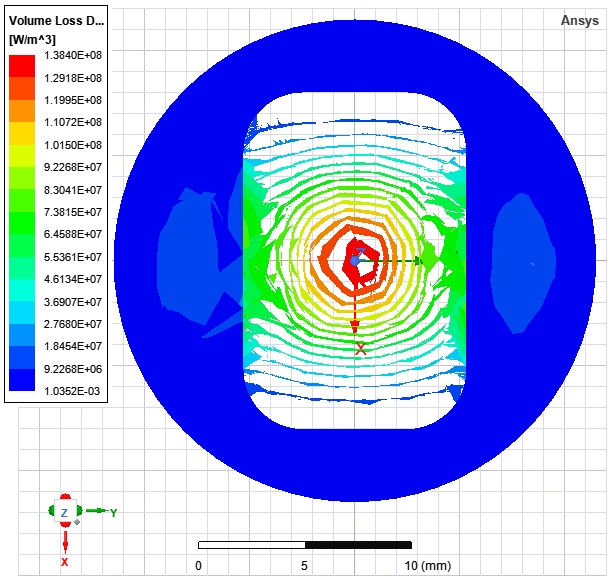 Volume Loss D...
[W/m^3]
1.3840E+08
1.2918E+08
1.1995E+08
1.1072E+08
1.0150E+08
9.2268E+07
8.3041E+07
7.3815E+07
6.4588E+07
5.5361E+07
4.6134E+07
3.6907E+07
2.7680E+07
1.8454E+07
9.2268E+06
1.0352E-03
Ansys
X
Z
Y
X
0 5 10 (mm)